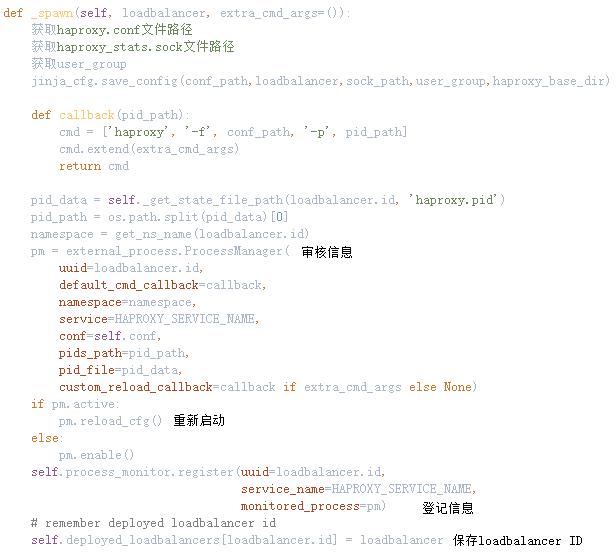 def _spawn(self, loadbalancer, extra_cmd_args=()):
    获取haproxy.conf文件路径
    获取haproxy_stats.sock文件路径
    获取user_group
    jinja_cfg.save_config(conf_path,loadbalancer,sock_path,user_group,haproxy_base_dir)

    def callback(pid_path):
        cmd = ['haproxy', '-f', conf_path, '-p', pid_path]
        cmd.extend(extra_cmd_args)
        return cmd

    pid_data = self._get_state_file_path(loadbalancer.id, 'haproxy.pid')
    pid_path = os.path.split(pid_data)[0]
    namespace = get_ns_name(loadbalancer.id)
    pm = external_process.ProcessManager( 审核信息
        uuid=loadbalancer.id,
        default_cmd_callback=callback,
        namespace=namespace,
        service=HAPROXY_SERVICE_NAME,
        conf=self.conf,
        pids_path=pid_path,
        pid_file=pid_data,
        custom_reload_callback=callback if extra_cmd_args else None)
    if pm.active:
        pm.reload_cfg() 重新启动
    else:
        pm.enable()
    self.process_monitor.register(uuid=loadbalancer.id,
                                  service_name=HAPROXY_SERVICE_NAME,
                                  monitored_process=pm) 登记信息
    # remember deployed loadbalancer id
    self.deployed_loadbalancers[loadbalancer.id] = loadbalancer 保存loadbalancer ID